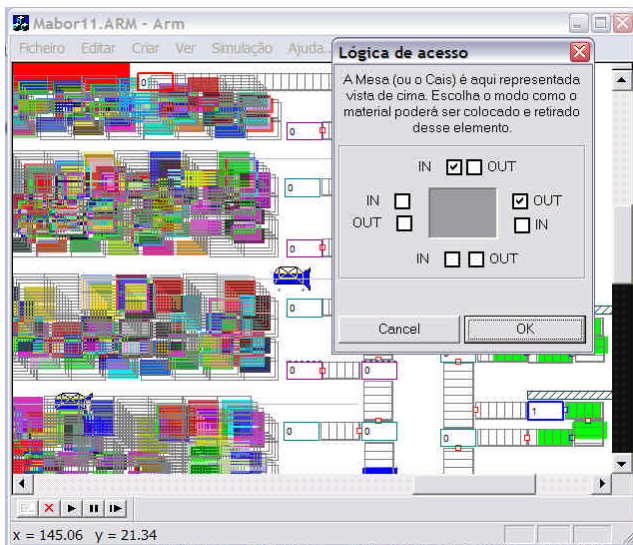 Mabor11.ARM - Arm
Ficheiro Editar Criar Ver Simulação Ajuda..
Lógica de acesso
A Mesa (ou o Cais) é aqui representada
vista de cima. Escolha o modo como o
material poderá ser colocado e retirado
desse elemento.
IN OUT
IN OUT
OUT IN
IN OUT
Cancel OK
0
0
0
0
0
0
0
0
0
0
1
0
x = 145.06 y = 21.34